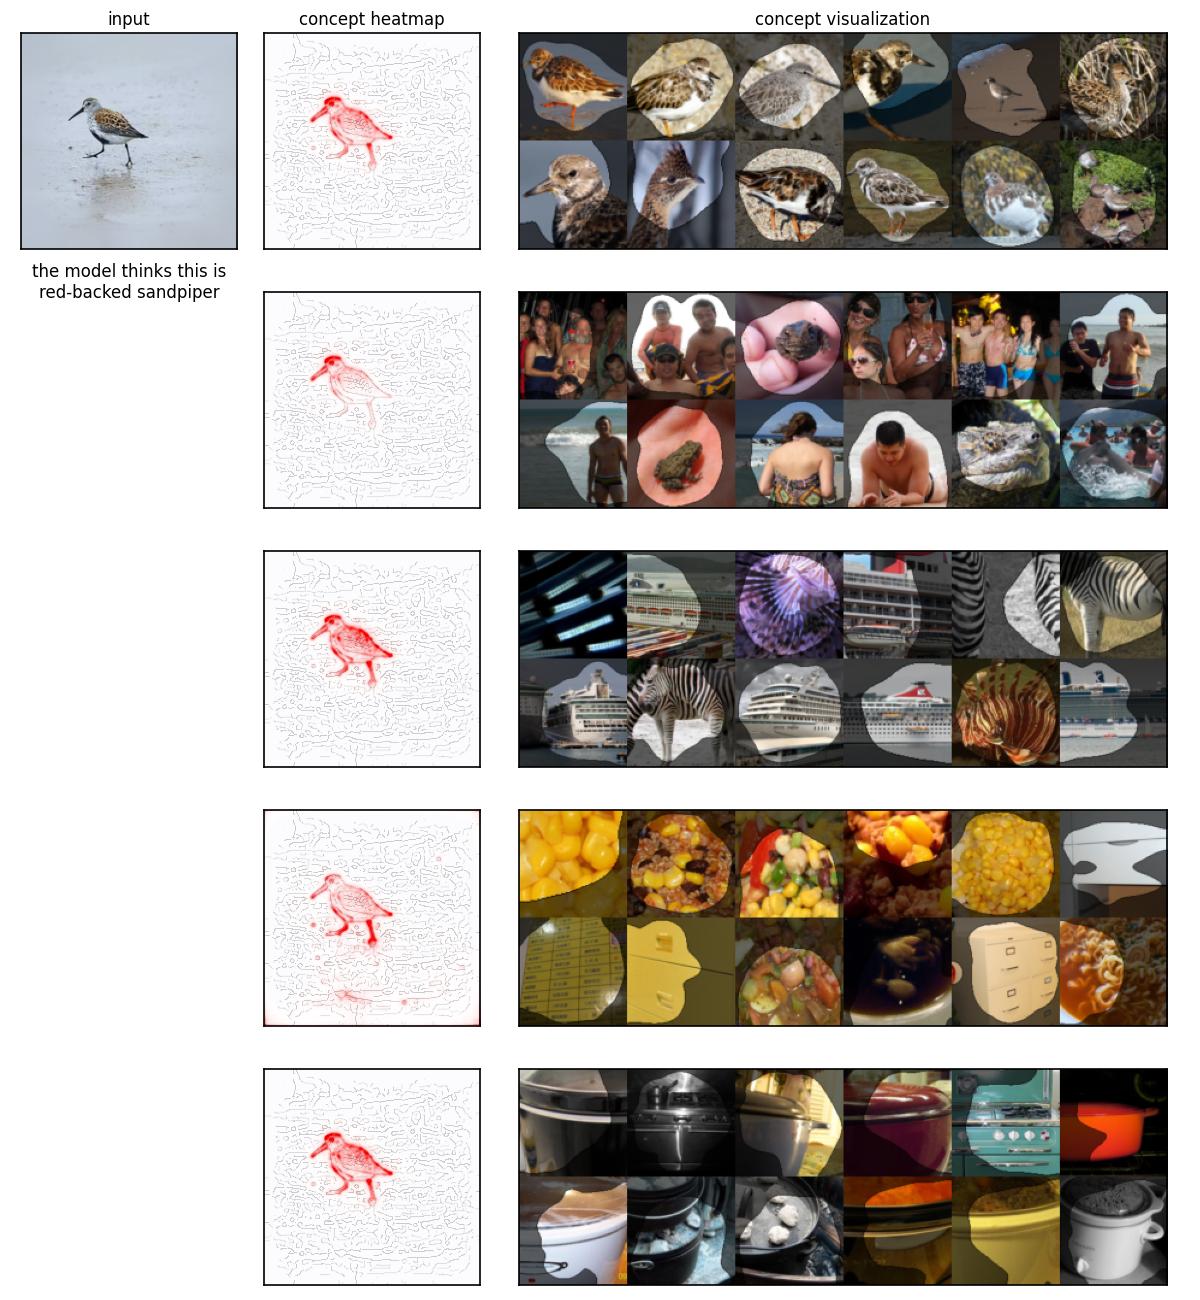 input
concept heatmap
concept visualization
the model thinks this is
red-backed sandpiper